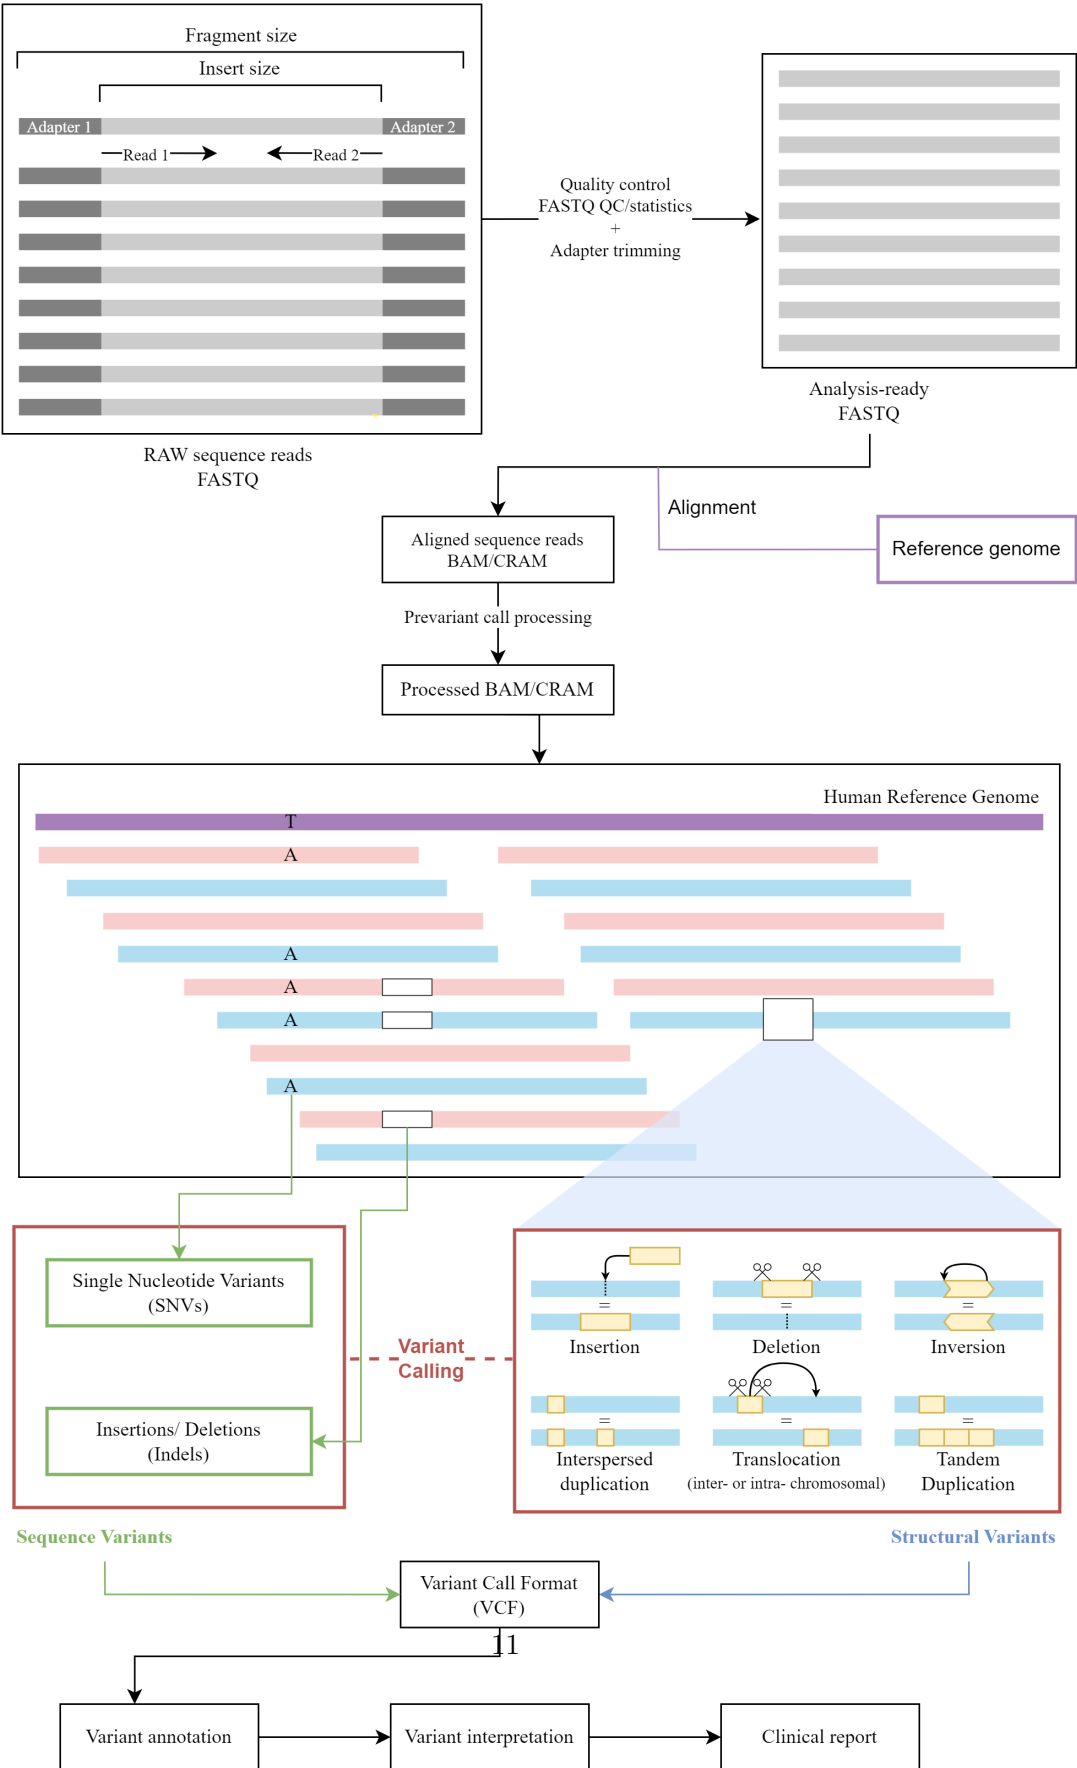 Fragment size
Insert size
Adapter 1
Adapter 2
Read 1
Read 2
RAW sequence reads
FASTQ
Quality control
FASTQ QC/statistics
+
Adapter trimming
Analysis-ready
FASTQ
Alignment
Reference genome
Aligned sequence reads
BAM/CRAM
Prevariant call processing
Processed BAM/CRAM
Human Reference Genome
T
A
A
A
A
A
Single Nucleotide Variants
(SNVs)
Insertions/ Deletions
(Indels)
Variant
Calling
=
Insertion
=
Deletion
=
Inversion
=
Interspersed
duplication
=
Translocation
(inter- or intra- chromosomal)
=
Tandem
Duplication
Sequence Variants
Structural Variants
Variant Call Format
(VCF)
11
Variant annotation
Variant interpretation
Clinical report